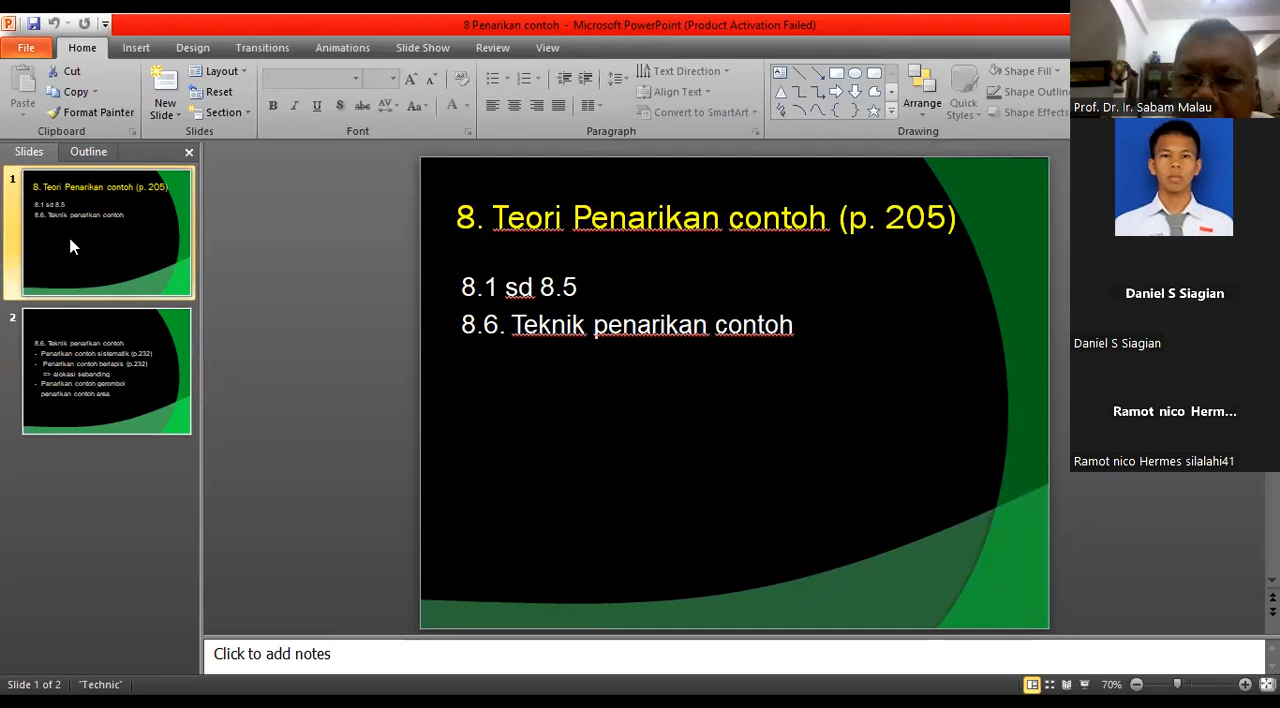 8 Penarikan contoh - Microsoft PowerPoint (Product Activation Failed)
File Home Insert Design Transitions Animations Slide Show Review View
Paste
Cut
Copy
Format Painter
Clipboard
New Slide
Layout
Reset
Section
Slides
Font
Text Direction
Align Text
Convert to SmartArt
Paragraph
Arrange
Quick Styles
Shape Fill
Shape Outlin
Shape Effects
Drawing
Slides Outline
1
8. Teori Penarikan contoh (p. 205)
8.1 sd 8.5
8.6. Teknik penarikan contoh
2
8.6. Teknik penarikan contoh
- Penarikan contoh sistematik (p.232)
- Penarikan contoh berlapis (p.232)
=> alokasi sebanding
- Penarikan contoh gerombol
penarikan contoh area
8. Teori Penarikan contoh (p. 205)
8.1 sd 8.5
8.6. Teknik penarikan contoh
Click to add notes
Slide 1 of 2 "Technic" 70%
Prof. Dr. Ir. Sabam Malau
Daniel S Siagian
Daniel S Siagian
Ramot nico Herm...
Ramot nico Hermes silalahi41